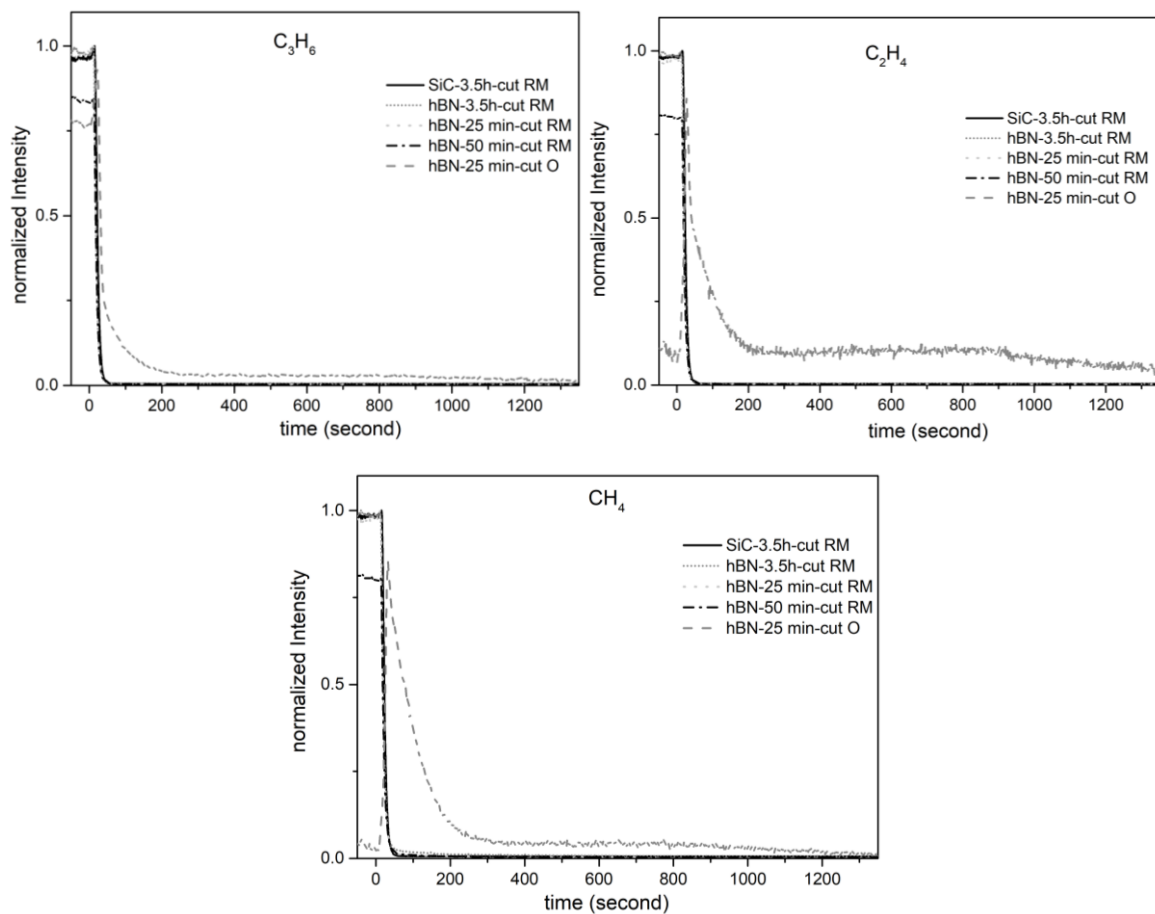 C₃H₆
1.0
0.5
0.0
normalized Intensity
SiC-3.5h-cut RM
hBN-3.5h-cut RM
hBN-25 min-cut RM
hBN-50 min-cut RM
hBN-25 min-cut O
0 200 400 600 800 1000 1200
time (second)
C₂H₄
1.0
0.5
0.0
normalized Intensity
SiC-3.5h-cut RM
hBN-3.5h-cut RM
hBN-25 min-cut RM
hBN-50 min-cut RM
hBN-25 min-cut O
0 200 400 600 800 1000 1200
time (second)
CH₄
1.0
0.5
0.0
normalized Intensity
SiC-3.5h-cut RM
hBN-3.5h-cut RM
hBN-25 min-cut RM
hBN-50 min-cut RM
hBN-25 min-cut O
0 200 400 600 800 1000 1200
time (second)